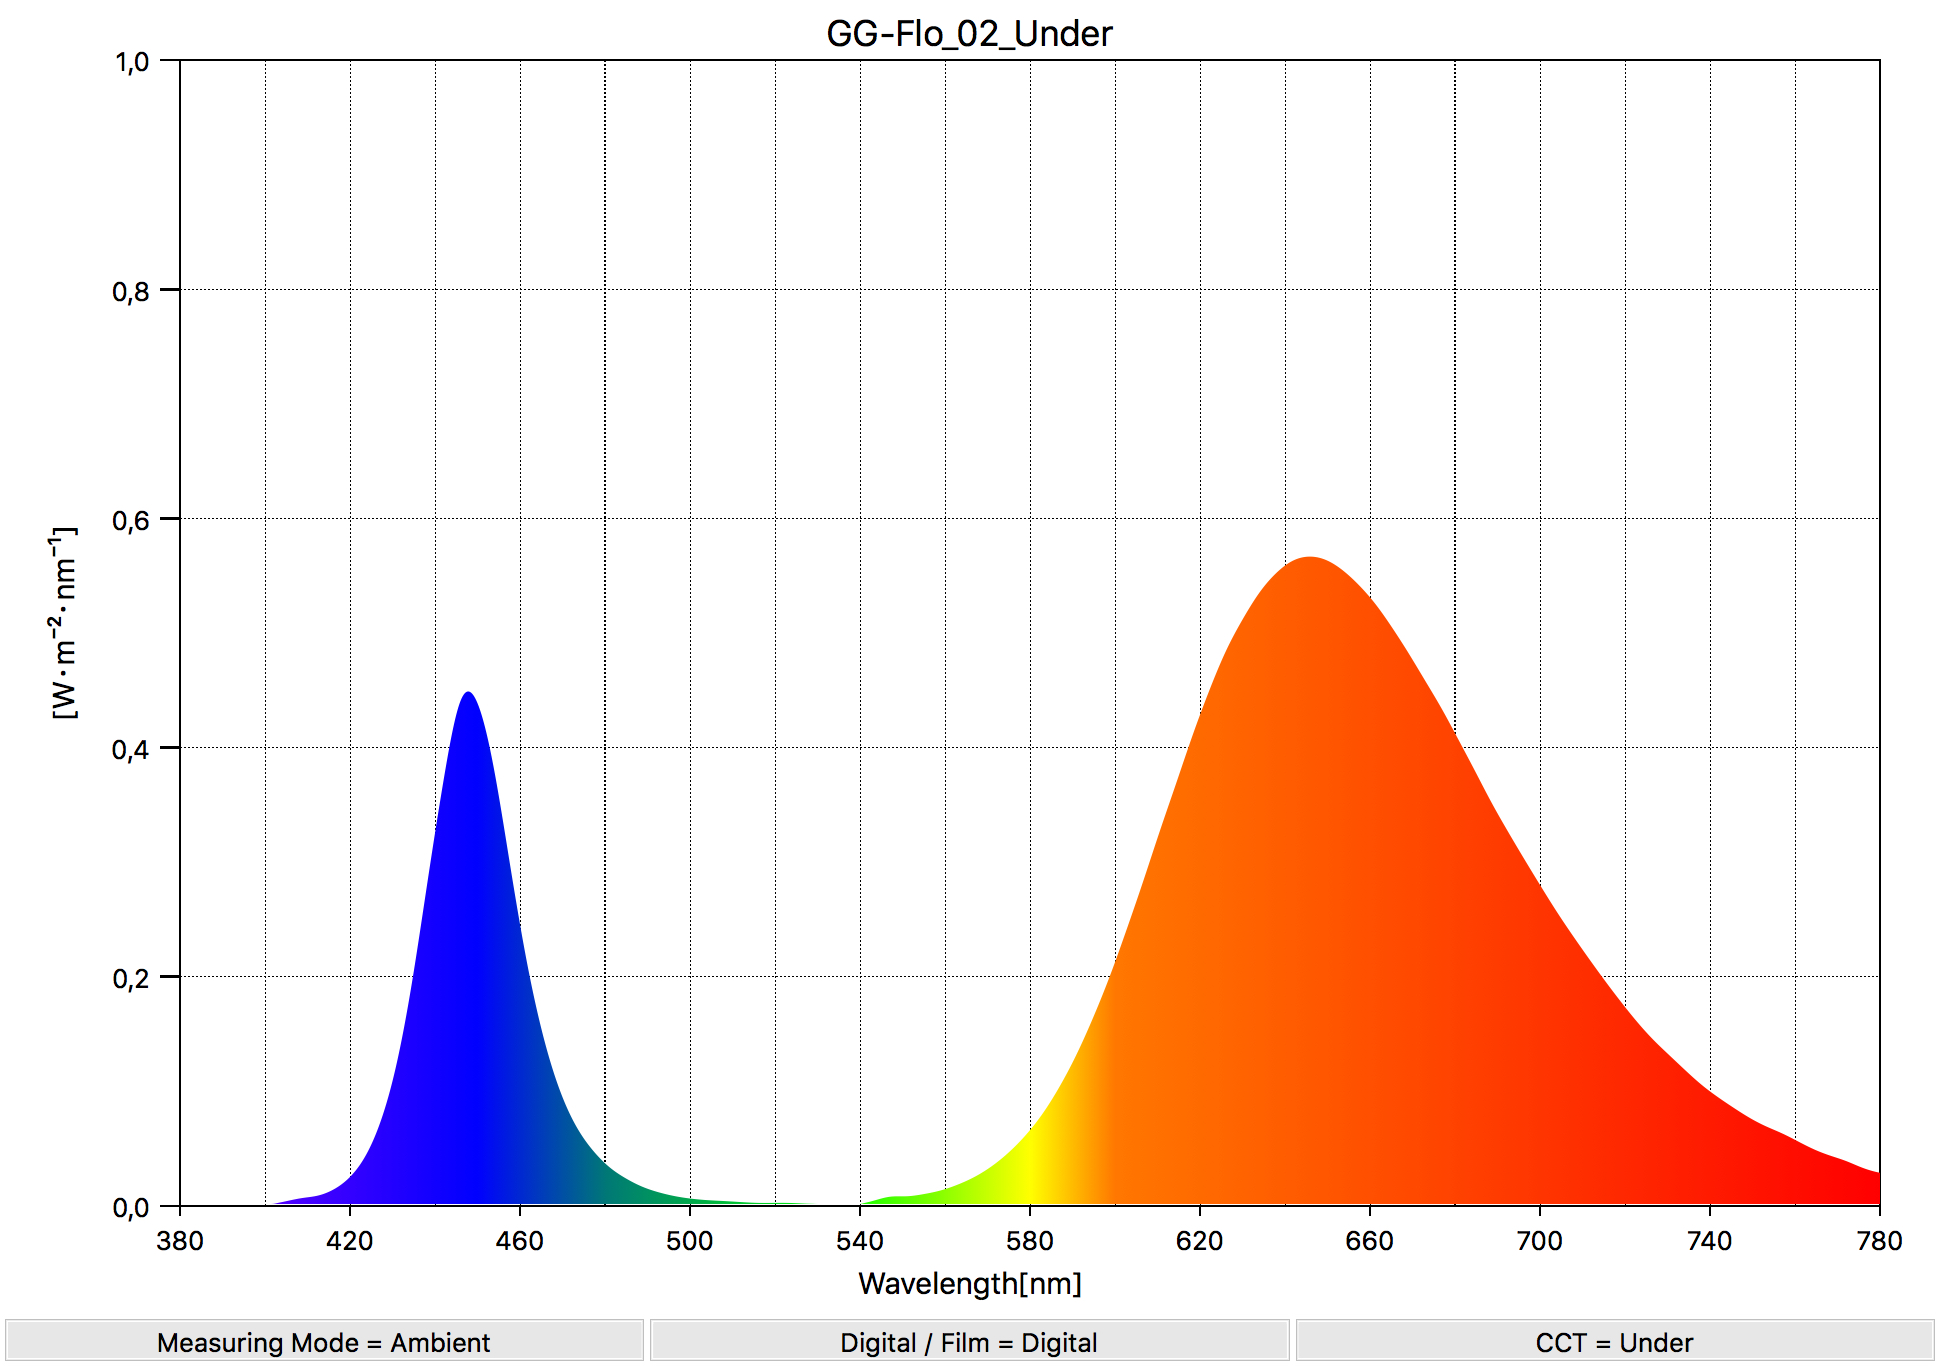 GG-Flo_02_Under
1,0
0,8
0,6
0,4
0,2
0,0
[W·m⁻²·nm⁻¹]
380 420 460 500 540 580 620 660 700 740 780
Wavelength[nm]
Measuring Mode = Ambient
Digital / Film = Digital
CCT = Under